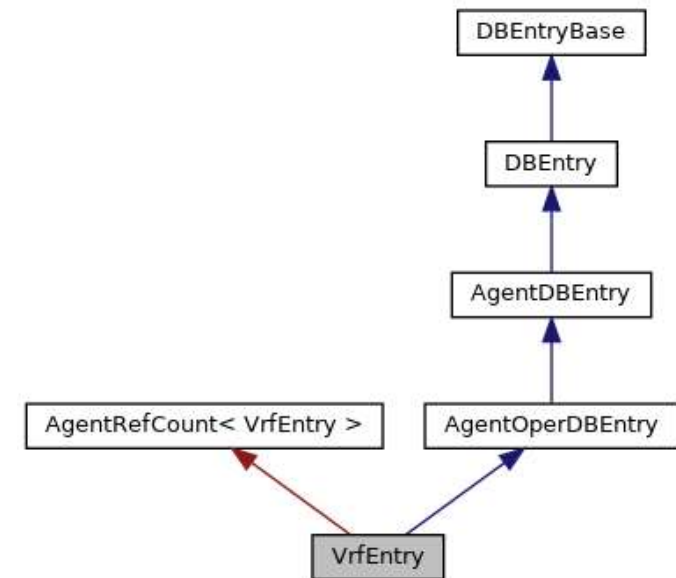 DBEntryBase
DBEntry
AgentDBEntry
AgentRefCount< VrfEntry >
AgentOperDBEntry
VrfEntry